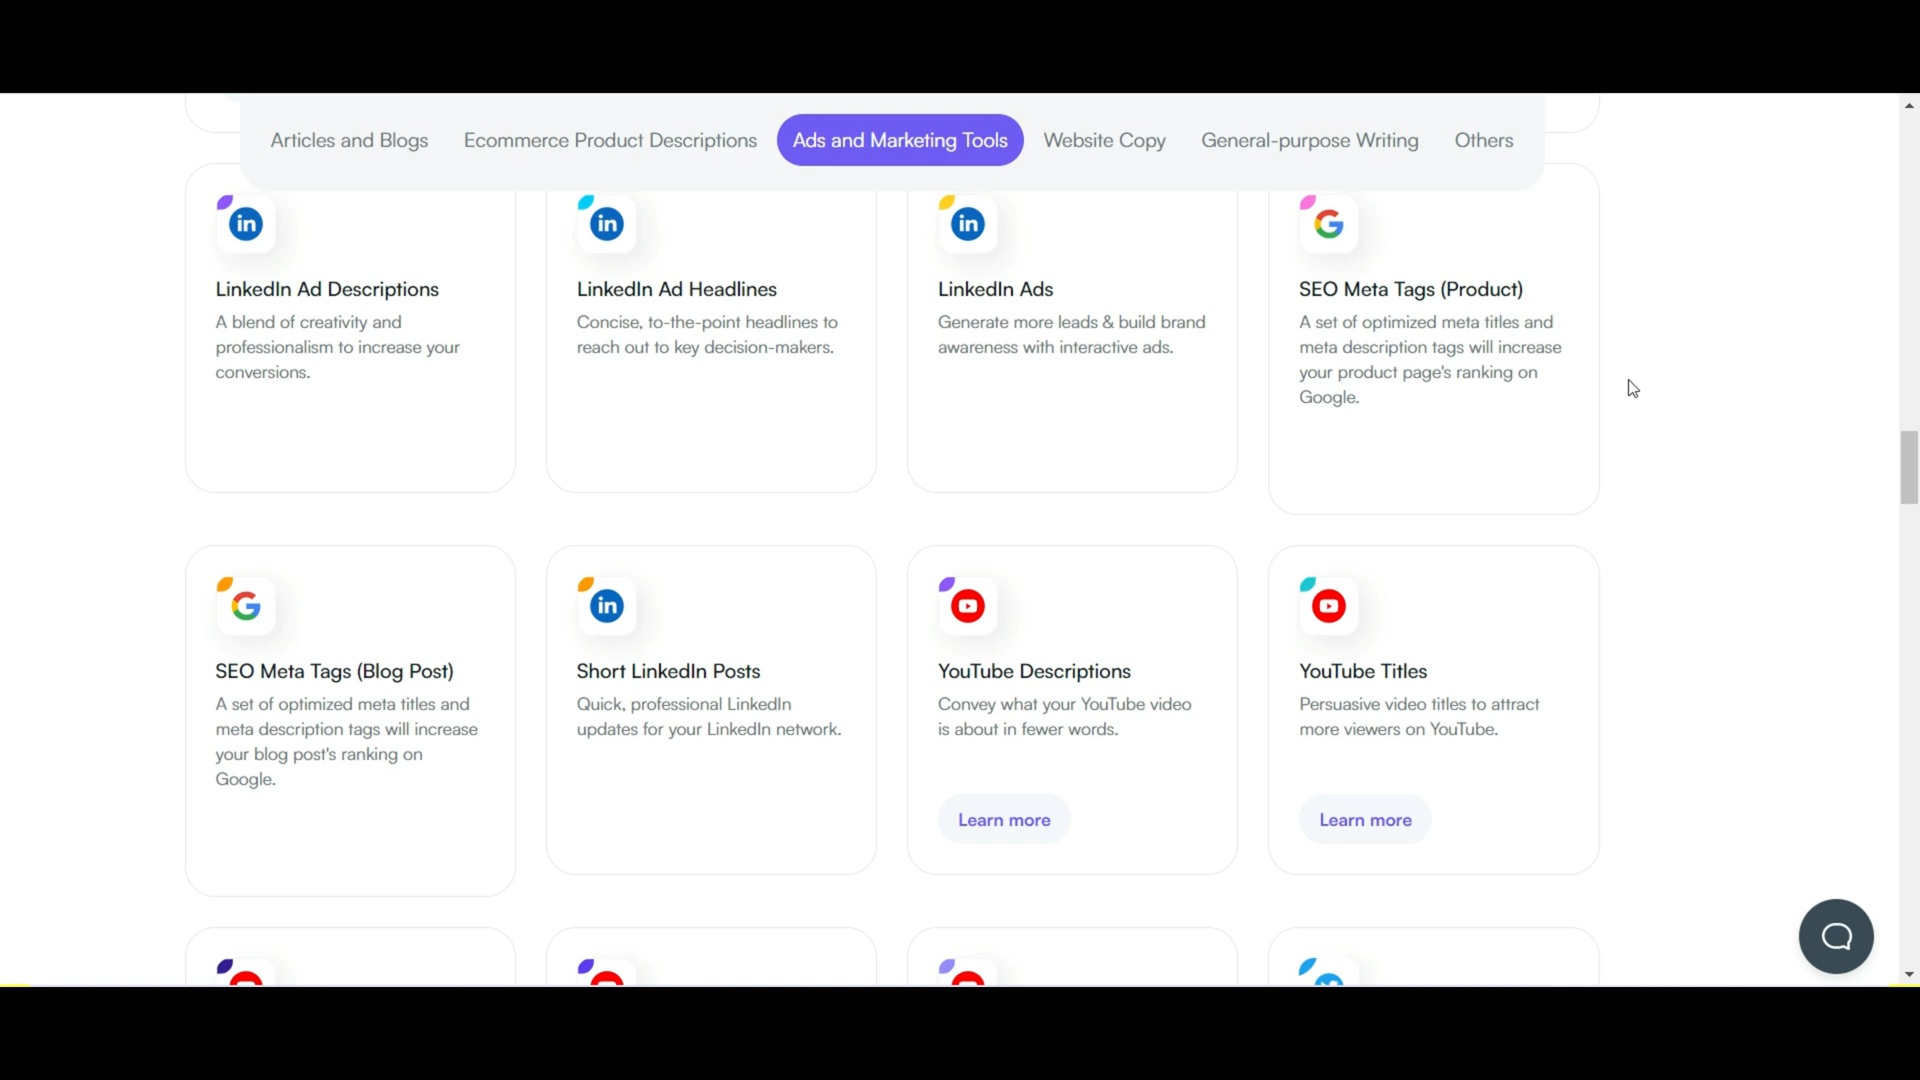 Articles and Blogs
Ecommerce Product Descriptions
Ads and Marketing Tools
Website Copy
General-purpose Writing
Others
in
LinkedIn Ad Descriptions
A blend of creativity and
professionalism to increase your
conversions.
in
LinkedIn Ad Headlines
Concise, to-the-point headlines to
reach out to key decision-makers.
in
LinkedIn Ads
Generate more leads & build brand
awareness with interactive ads.
G
SEO Meta Tags (Product)
A set of optimized meta titles and
meta description tags will increase
your product page's ranking on
Google.
G
SEO Meta Tags (Blog Post)
A set of optimized meta titles and
meta description tags will increase
your blog post's ranking on
Google.
in
Short LinkedIn Posts
Quick, professional LinkedIn
updates for your LinkedIn network.
YouTube Descriptions
Convey what your YouTube video
is about in fewer words.
Learn more
YouTube Titles
Persuasive video titles to attract
more viewers on YouTube.
Learn more